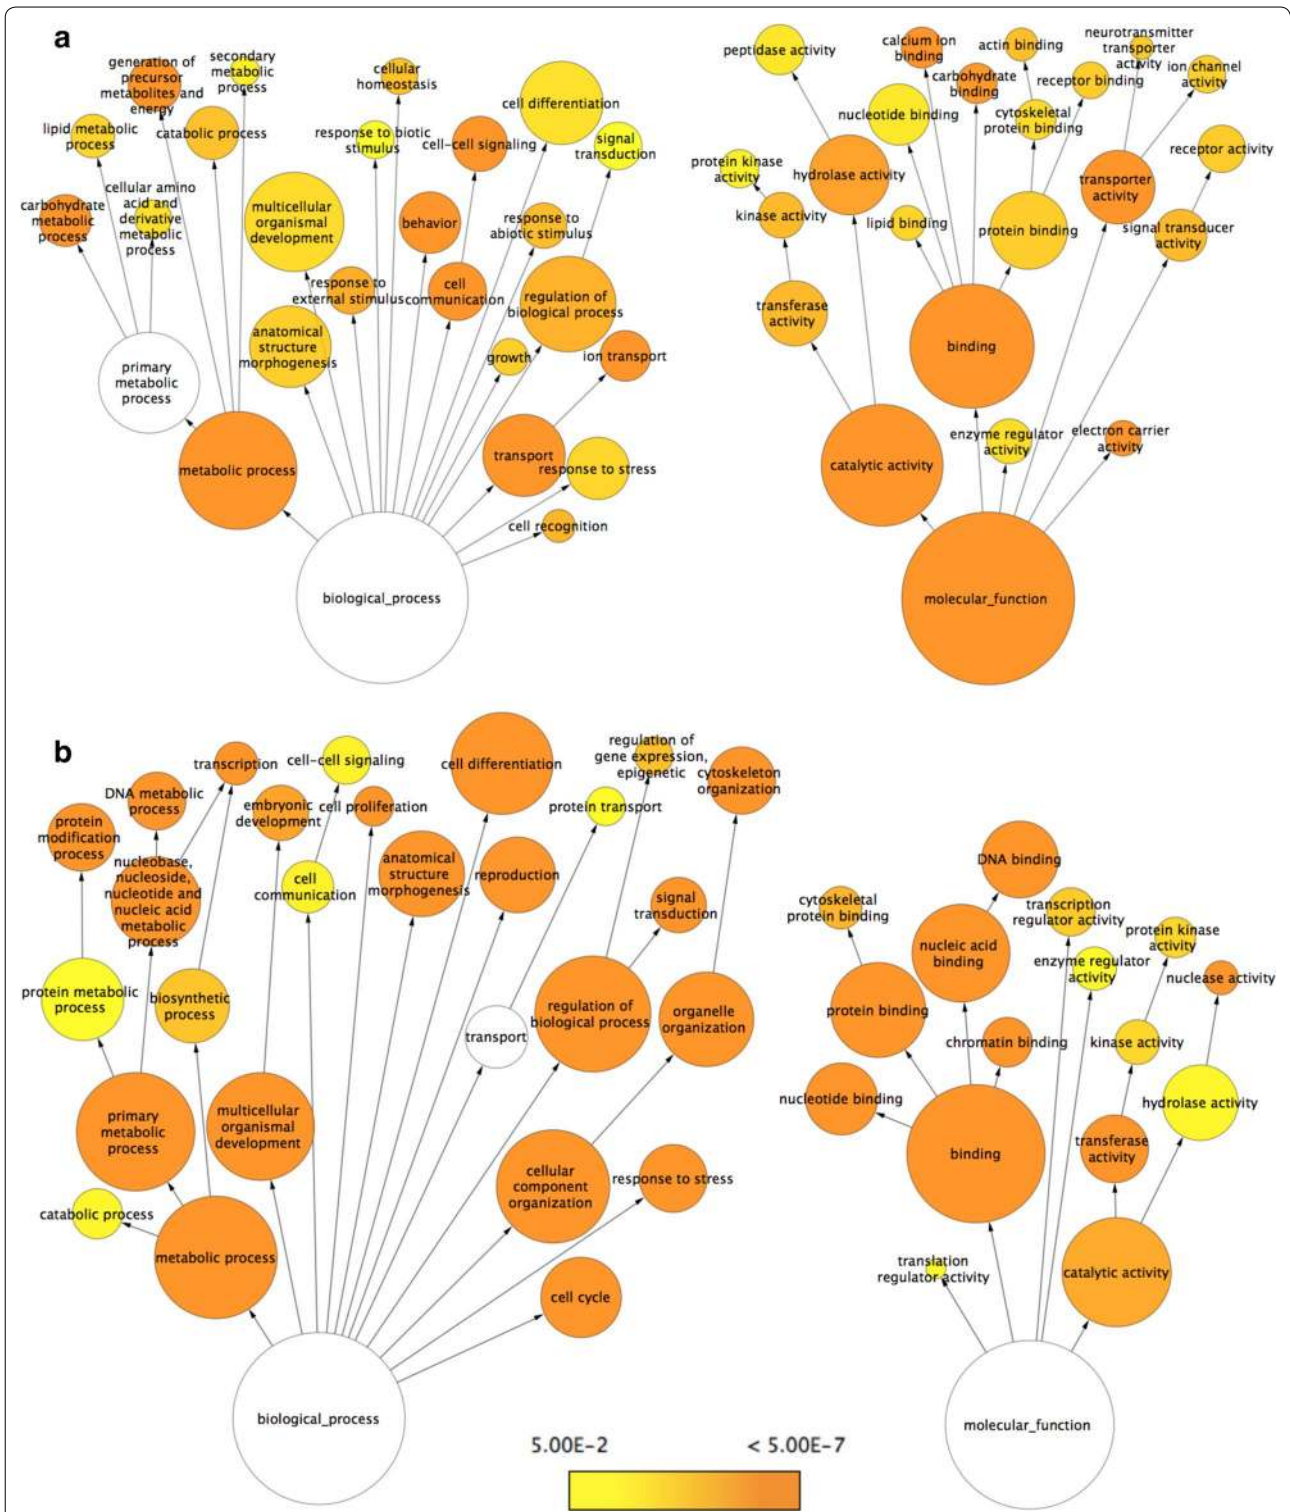 a
generation of
precursor
metabolites and
energy
secondary
metabolic
process
lipid metabolic
process
catabolic process
carbohydrate
metabolic
process
cellular amino
acid and
derivative
metabolic
process
primary
metabolic
process
metabolic process
multicellular
organismal
development
response to
external stimulus
anatomical
structure
morphogenesis
response to biotic
stimulus
cellular
homeostasis
cell-cell signaling
behavior
cell
communication
cell differentiation
signal
transduction
response to
abiotic stimulus
regulation of
biological process
growth
ion transport
transport
response to stress
cell recognition
biological_process
peptidase activity
calcium ion
binding
actin binding
neurotransmitter
transporter
activity
ion channel
activity
carbohydrate
binding
receptor binding
nucleotide binding
cytoskeletal
protein binding
receptor activity
protein kinase
activity
hydrolase activity
transporter
activity
kinase activity
lipid binding
protein binding
signal transducer
activity
transferase
activity
binding
enzyme regulator
activity
electron carrier
activity
catalytic activity
molecular_function
b
transcription
cell-cell signaling
cell differentiation
regulation of
gene expression,
epigenetic
cytoskeleton
organization
DNA metabolic
process
embryonic
development
cell proliferation
protein transport
protein
modification
process
nucleobase,
nucleoside,
nucleotide and
nucleic acid
metabolic
process
cell
communication
anatomical
structure
morphogenesis
reproduction
signal
transduction
protein metabolic
process
biosynthetic
process
transport
regulation of
biological process
organelle
organization
primary
metabolic
process
multicellular
organismal
development
cellular
component
organization
response to stress
catabolic process
metabolic process
cell cycle
biological_process
DNA binding
cytoskeletal
protein binding
transcription
regulator activity
protein kinase
activity
nucleic acid
binding
enzyme regulator
activity
nuclease activity
protein binding
chromatin binding
kinase activity
nucleotide binding
hydrolase activity
binding
transferase
activity
translation
regulator activity
catalytic activity
molecular_function
5.00E-2
< 5.00E-7